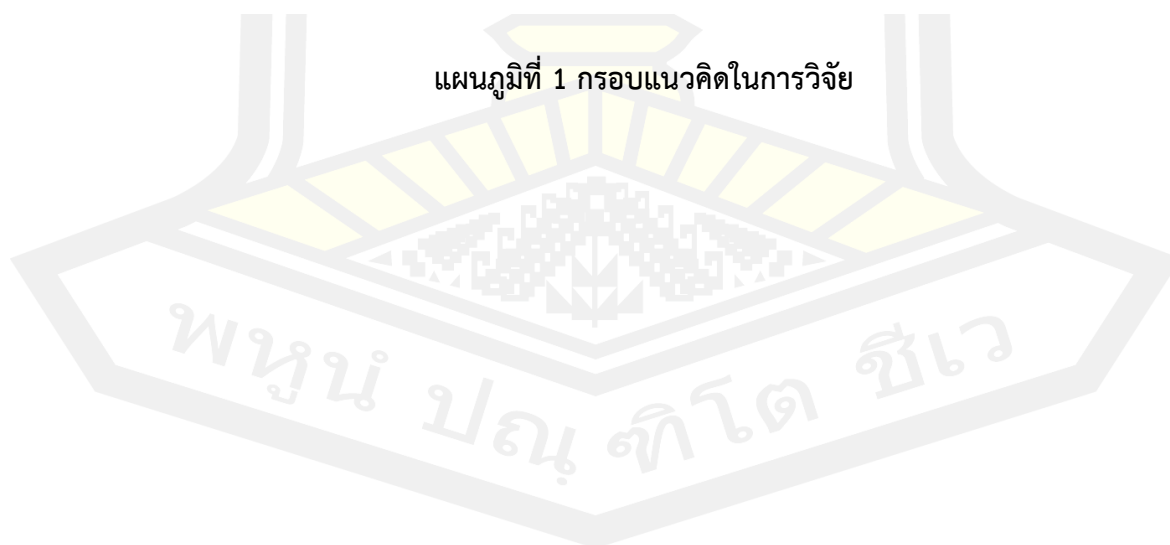 แผนภูมิที่ 1 กรอบแนวคิดในการวิจัย
พหูนํ ปณฺฑิโต ชีเว